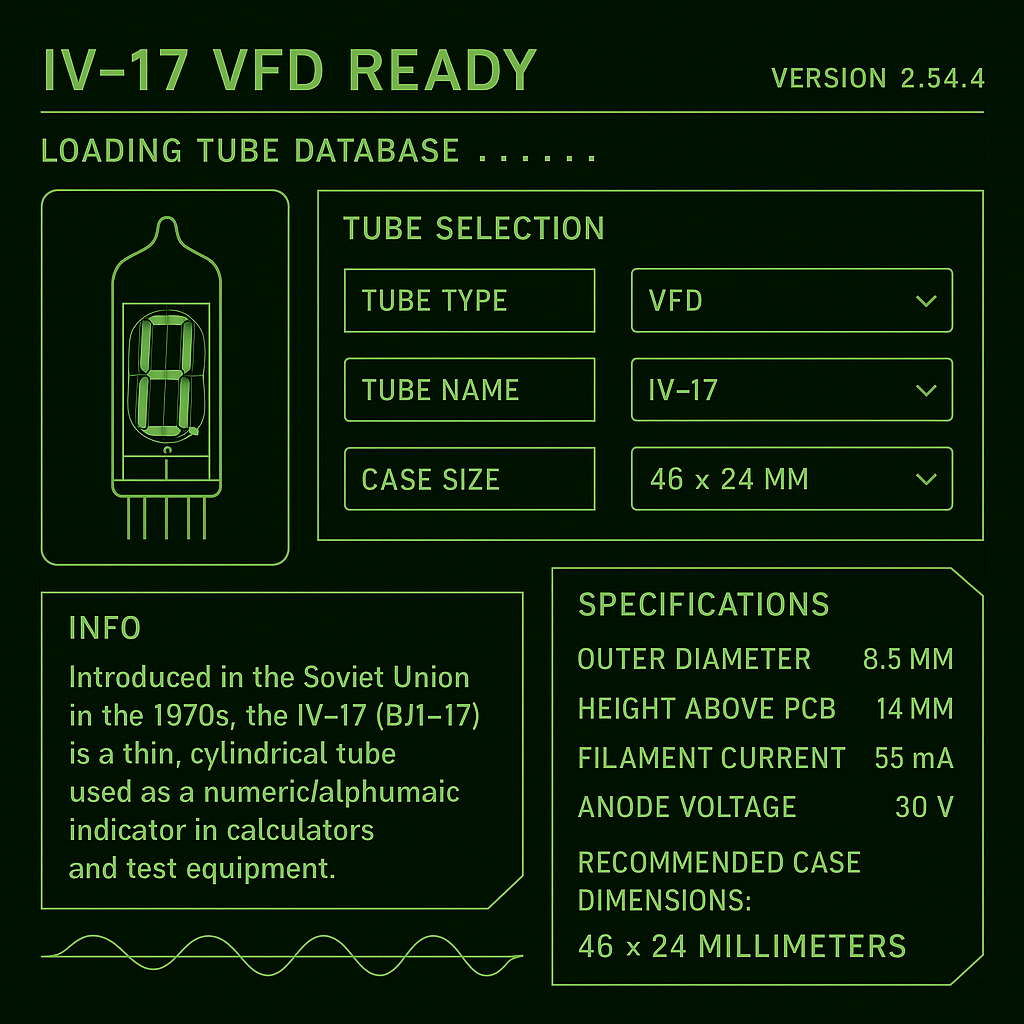 IV–17 VFD READY
VERSION 2.54.4
LOADING TUBE DATABASE ......
TUBE SELECTION
TUBE TYPE
VFD
TUBE NAME
IV–17
CASE SIZE
46 x 24 MM
INFO
Introduced in the Soviet Union
in the 1970s, the IV–17 (BJ1–17)
is a thin, cylindrical tube
used as a numeric/alphumaic
indicator in calculators
and test equipment.
SPECIFICATIONS
OUTER DIAMETER 8.5 MM
HEIGHT ABOVE PCB 14 MM
FILAMENT CURRENT 55 mA
ANODE VOLTAGE 30 V
RECOMMENDED CASE
DIMENSIONS:
46 x 24 MILLIMETERS